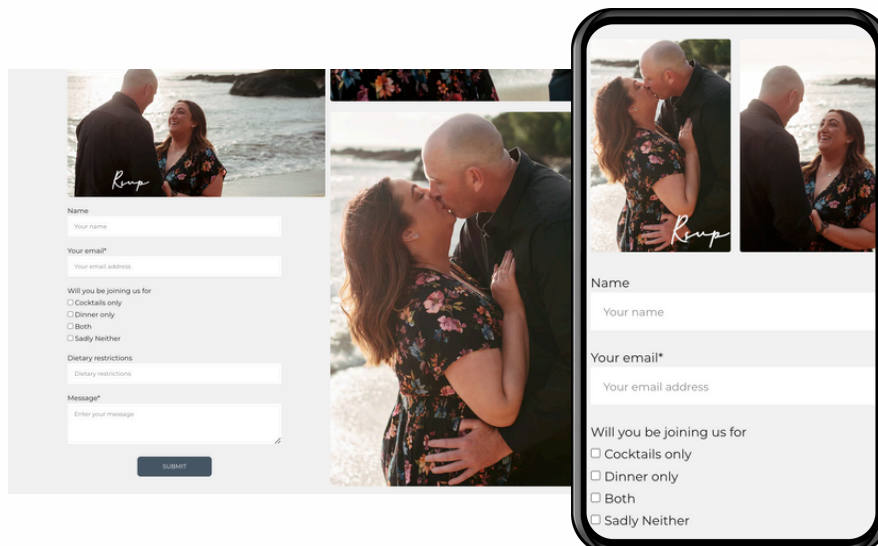 Rsvp
Name
Your name
Your email*
Your email address
Will you be joining us for
Cocktails only
Dinner only
Both
Sadly Neither
Dietary restrictions
Dietary restrictions
Message*
Enter your message
SUBMIT
Rsvp
Name
Your name
Your email*
Your email address
Will you be joining us for
Cocktails only
Dinner only
Both
Sadly Neither